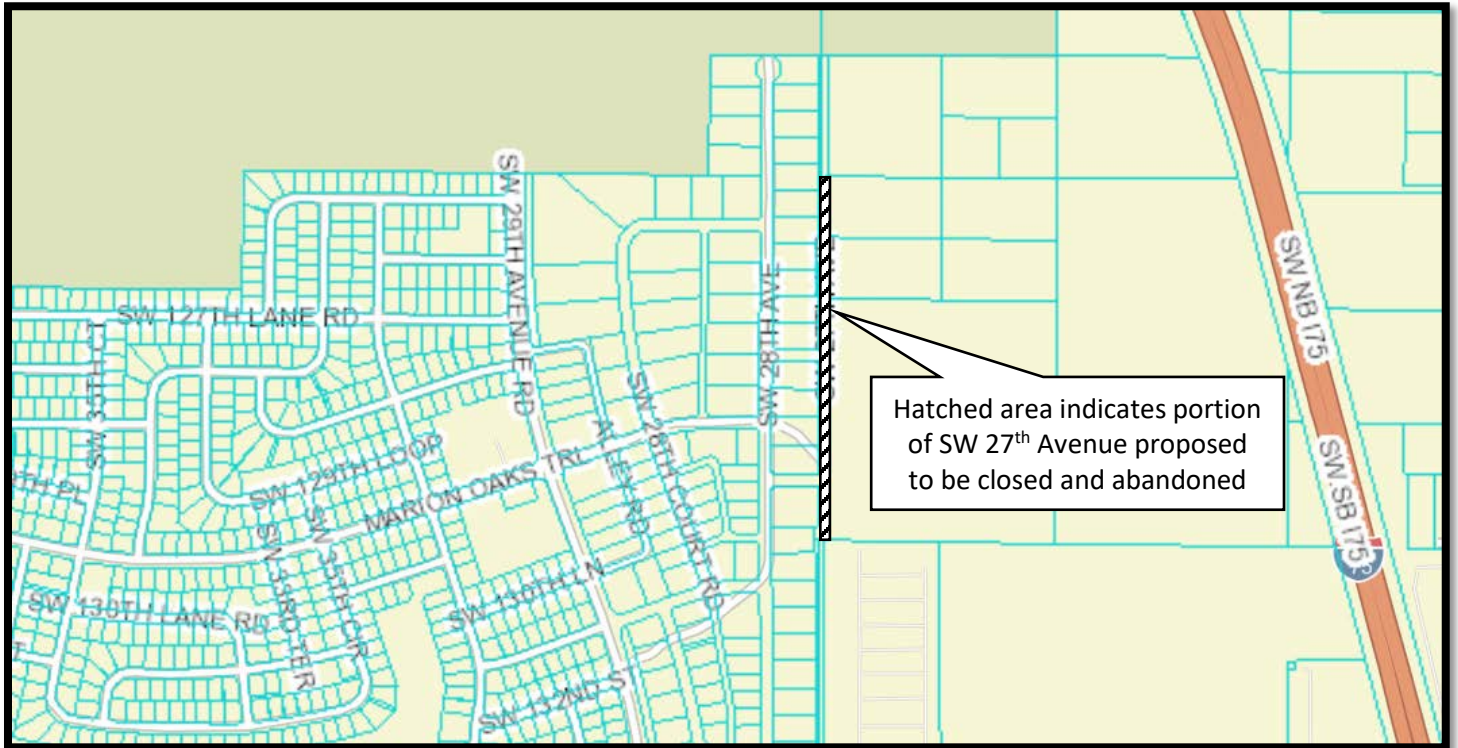 SW 29TH AVENUE RD
SW 127TH LANE RD
SW 35TH CT
SW 28TH AVE
SW NB I75
Hatched area indicates portion
of SW 27th Avenue proposed
to be closed and abandoned
SW 28TH COURT RD
ALLEY RD
SW 129TH LOOP
MARION OAKS TRL
TH PL
SW 33RD TER
SW 35TH CIR
SW 130TH LN
SW 130TH LANE RD
SW 132ND S
SW SB I75